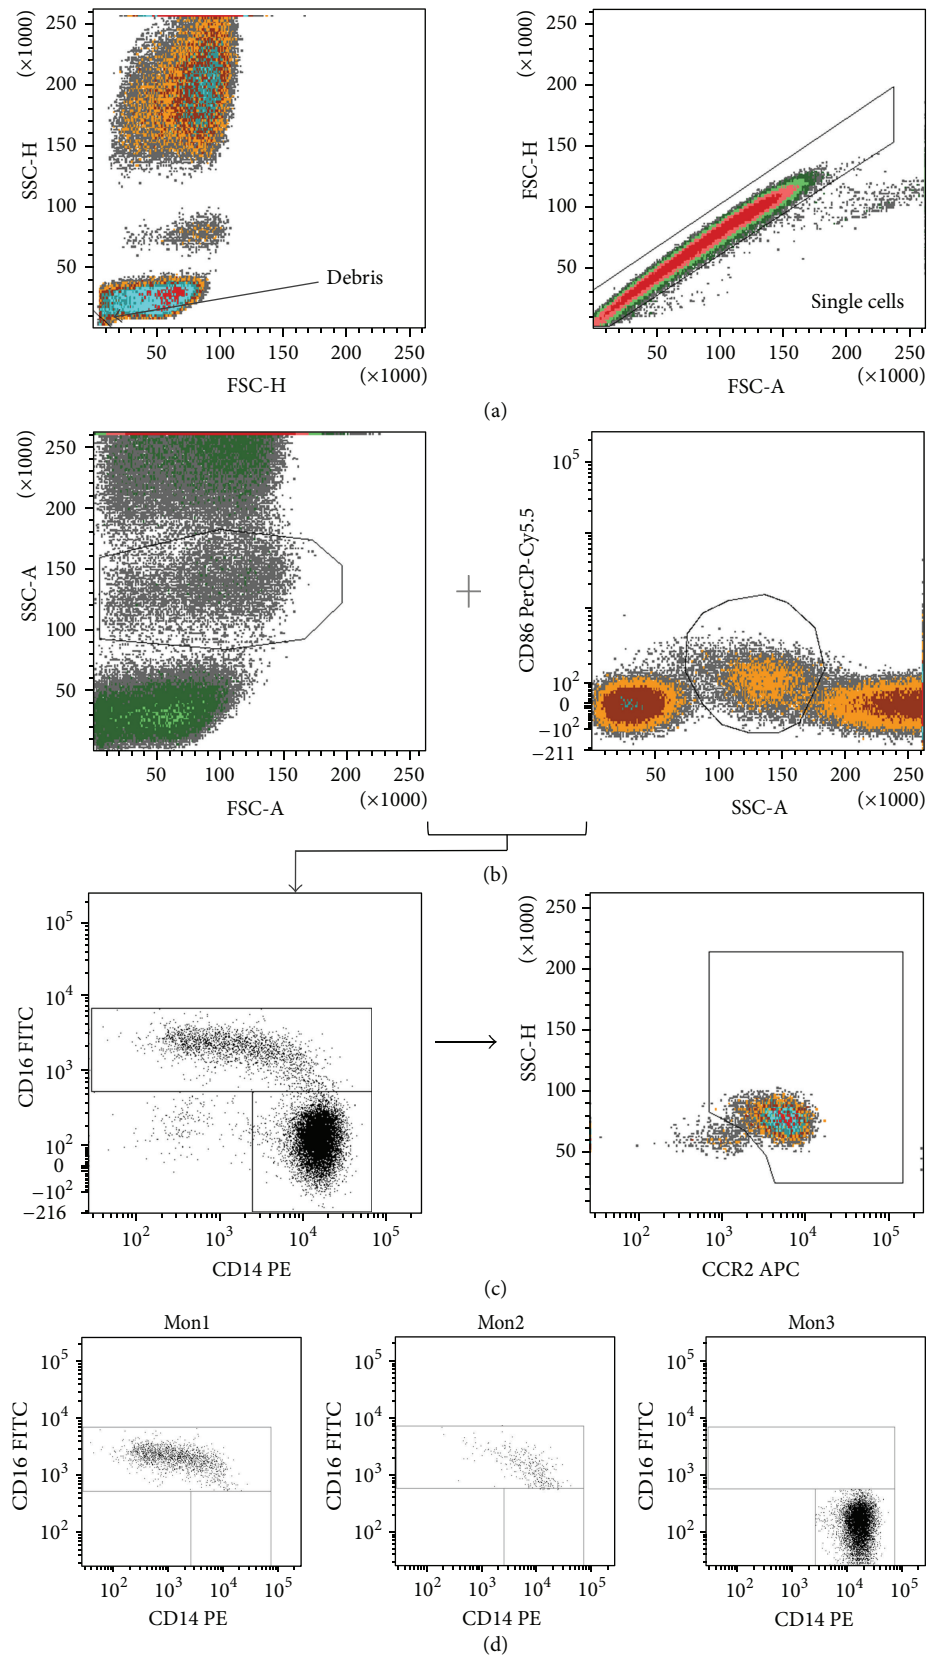 250
200
150
100
50
(×1000)
SSC-H
Debris
50 100 150 200 250
(×1000)
FSC-H
250
200
150
100
50
(×1000)
FSC-H
Single cells
50 100 150 200 250
(×1000)
FSC-A
(a)
250
200
150
100
50
(×1000)
SSC-A
50 100 150 200 250
(×1000)
FSC-A
+
10^5
10^2
0
−10^2
−211
CD86 PerCP-Cy5.5
50 100 150 200 250
(×1000)
SSC-A
(b)
10^5
10^4
10^3
10^2
0
−10^2
−216
CD16 FITC
10^2 10^3 10^4 10^5
CD14 PE
250
200
150
100
50
(×1000)
SSC-H
10^2 10^3 10^4 10^5
CCR2 APC
(c)
Mon1
10^5
10^4
10^3
10^2
CD16 FITC
10^2 10^3 10^4 10^5
CD14 PE
Mon2
10^5
10^4
10^3
10^2
CD16 FITC
10^2 10^3 10^4 10^5
CD14 PE
Mon3
10^5
10^4
10^3
10^2
CD16 FITC
10^2 10^3 10^4 10^5
CD14 PE
(d)